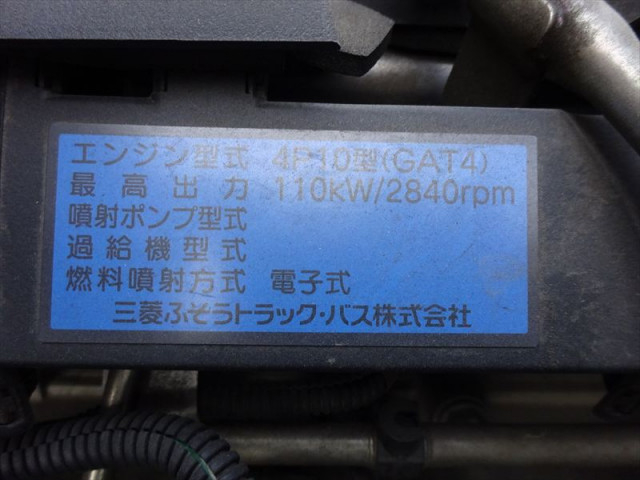 エンジン型式 4P10型(GAT4)
最高出力 110kW/2840rpm
噴射ポンプ型式
過給機型式
燃料噴射方式 電子式
三菱ふそうトラック・バス株式会社